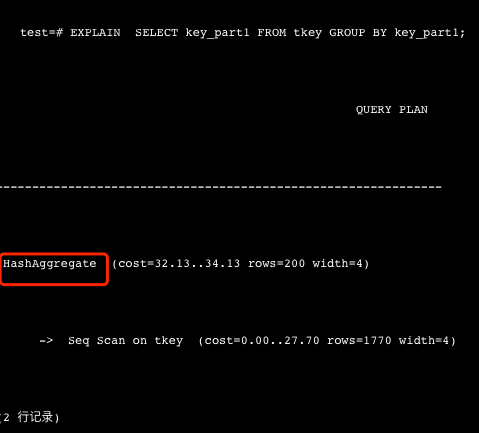 test=# EXPLAIN  SELECT key_part1 FROM tkey GROUP BY key_part1;
QUERY PLAN
---------------------------------------------------------------
HashAggregate  (cost=32.13..34.13 rows=200 width=4)
->  Seq Scan on tkey  (cost=0.00..27.70 rows=1770 width=4)
(2 行记录)